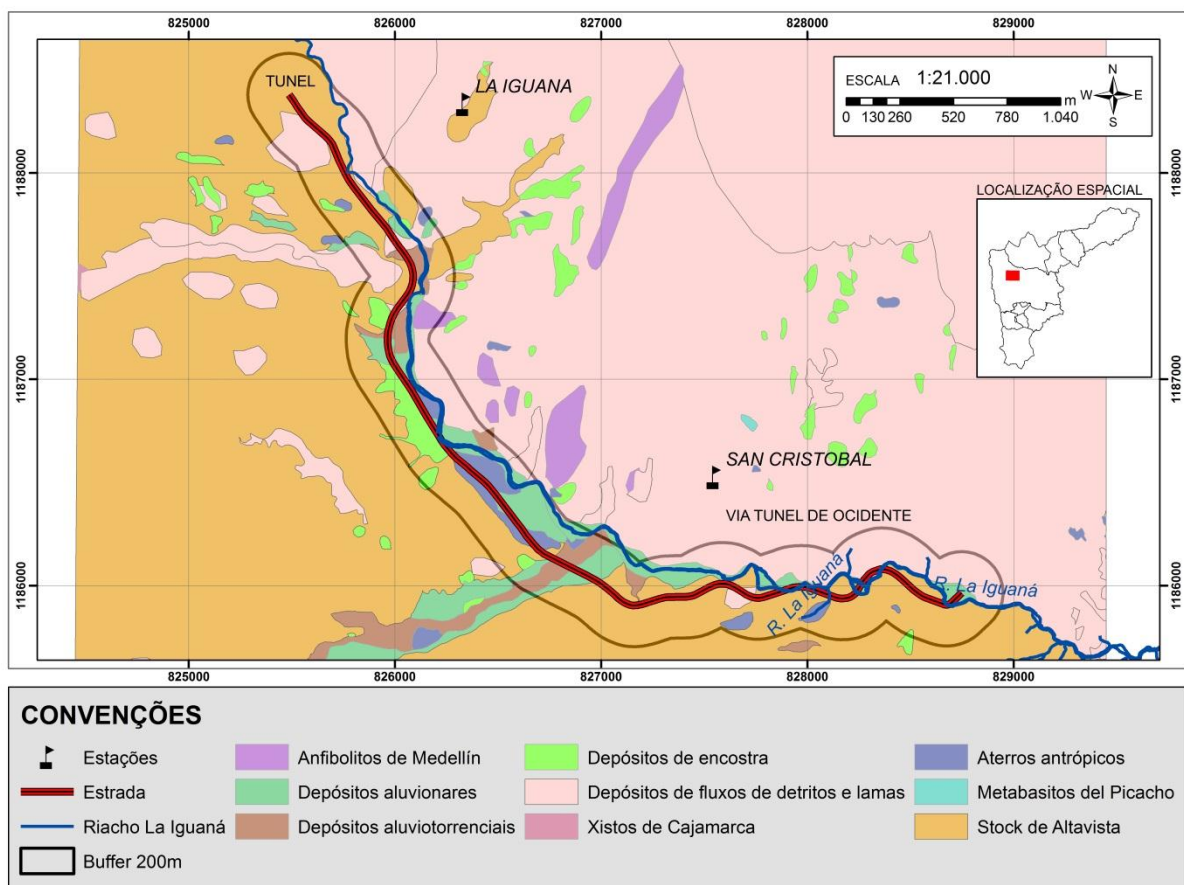 825000 826000 827000 828000 829000
TUNEL
LA IGUANA
ESCALA 1:21.000
m
0 130 260 520 780 1.040
N
W E
S
1188000 1188000
LOCALIZAÇÃO ESPACIAL
1187000 1187000
SAN CRISTOBAL
VIA TUNEL DE OCIDENTE
1186000 1186000
R. La Iguaná
R. La Iguaná
825000 826000 827000 828000 829000
CONVENÇÕES
Estações
Estrada
Riacho La Iguaná
Buffer 200m
Anfibolitos de Medellín
Depósitos aluvionares
Depósitos aluviotorrenciais
Depósitos de encostra
Depósitos de fluxos de detritos e lamas
Xistos de Cajamarca
Aterros antrópicos
Metabasitos del Picacho
Stock de Altavista